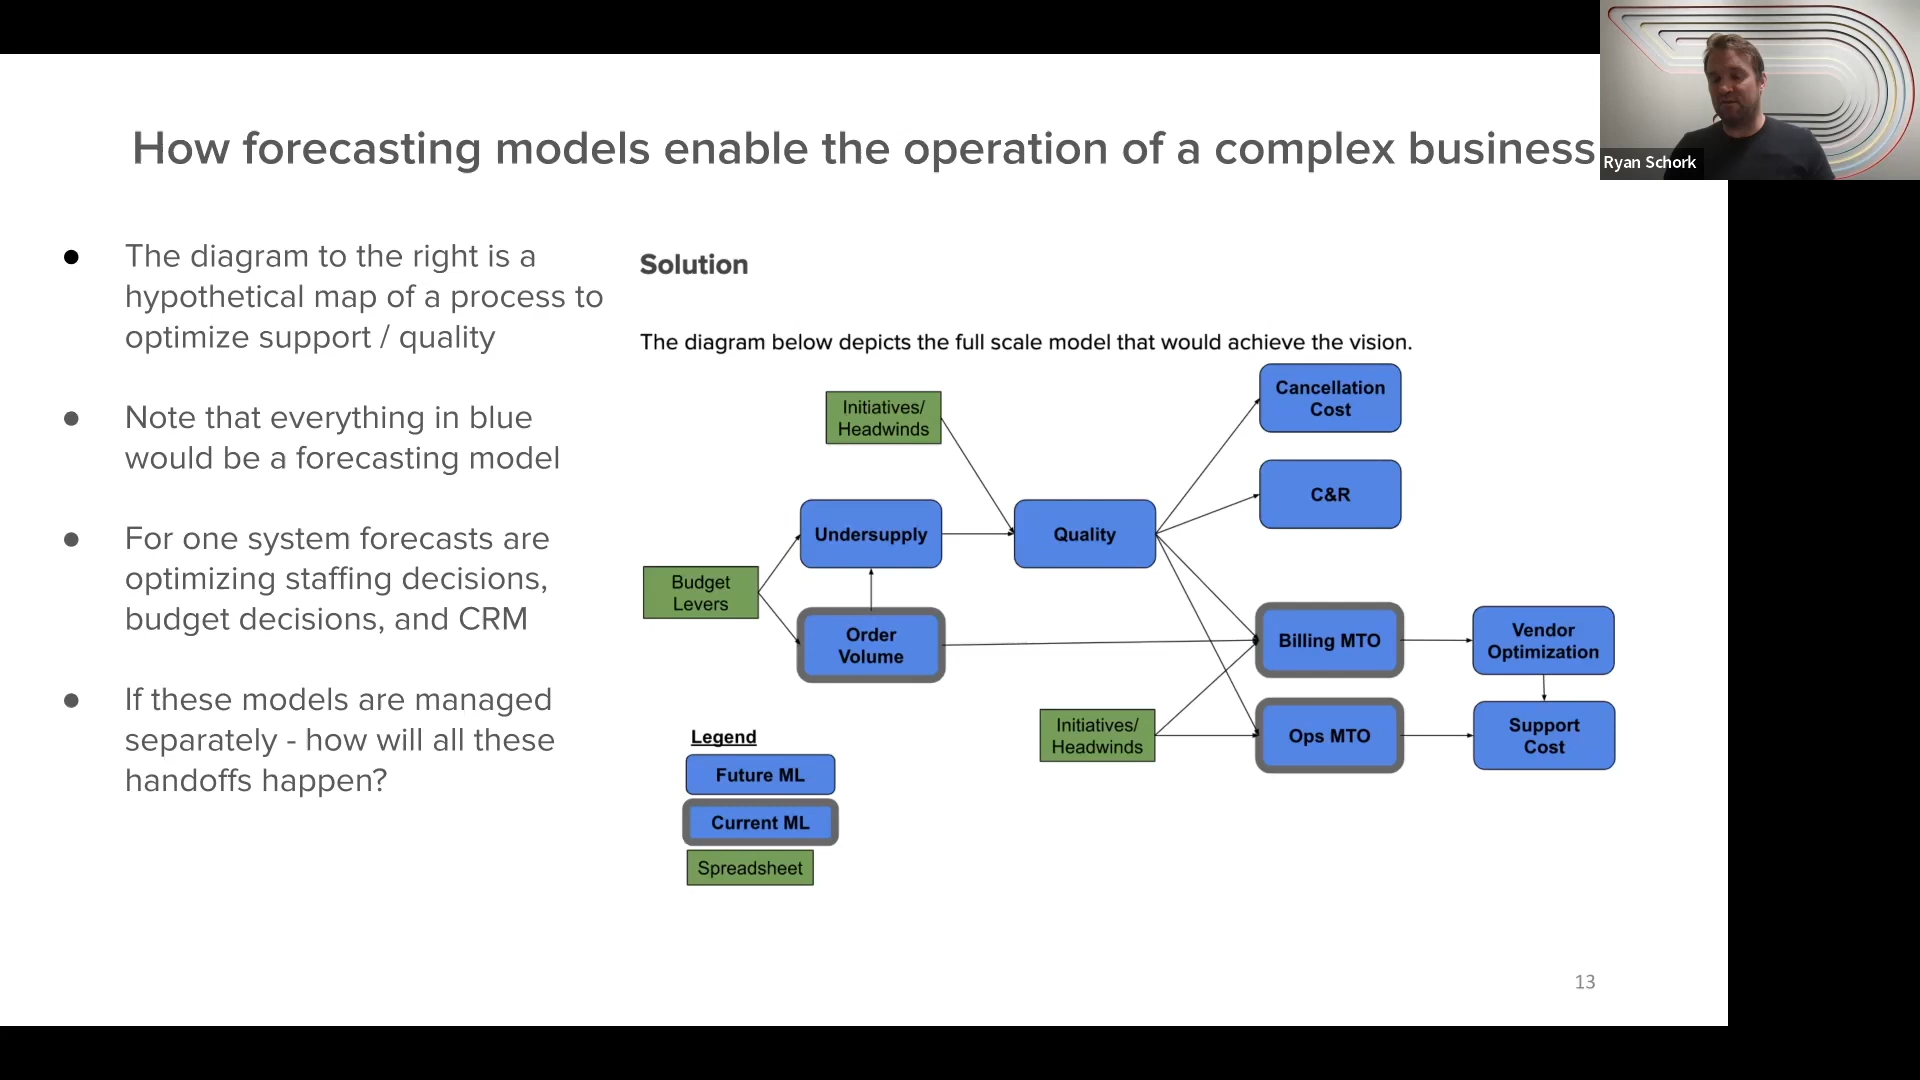 How forecasting models enable the operation of a complex business
Ryan Schork
● The diagram to the right is a
hypothetical map of a process to
optimize support / quality
● Note that everything in blue
would be a forecasting model
● For one system forecasts are
optimizing staffing decisions,
budget decisions, and CRM
● If these models are managed
separately - how will all these
handoffs happen?
Solution
The diagram below depicts the full scale model that would achieve the vision.
Initiatives/
Headwinds
Cancellation
Cost
C&R
Undersupply
Quality
Budget
Levers
Order
Volume
Billing MTO
Vendor
Optimization
Initiatives/
Headwinds
Ops MTO
Support
Cost
Legend
Future ML
Current ML
Spreadsheet
13